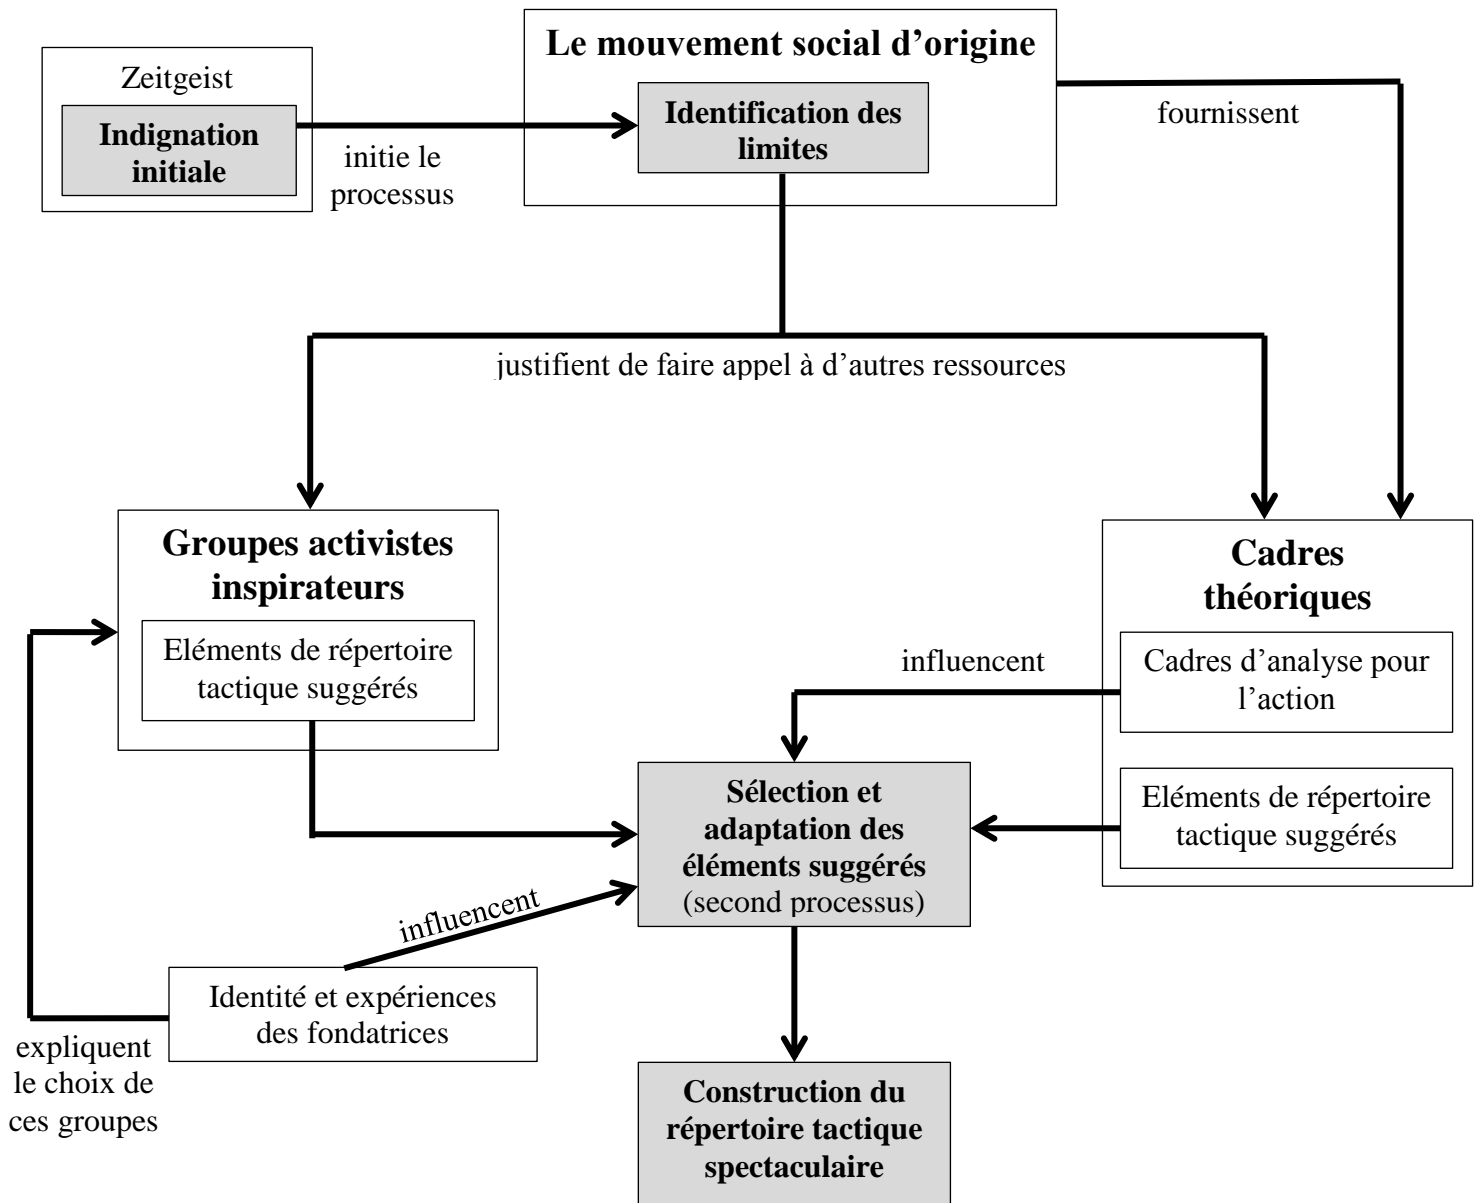 Le mouvement social d’origine
Zeitgeist
Indignation
initiale
initie le
processus
Identification des
limites
fournissent
justifient de faire appel à d’autres ressources
Groupes activistes
inspirateurs
Eléments de répertoire
tactique suggérés
Cadres
théoriques
Cadres d’analyse pour
l’action
Eléments de répertoire
tactique suggérés
influencent
Sélection et
adaptation des
éléments suggérés
(second processus)
influencent
Identité et expériences
des fondatrices
expliquent
le choix de
ces groupes
Construction du
répertoire tactique
spectaculaire